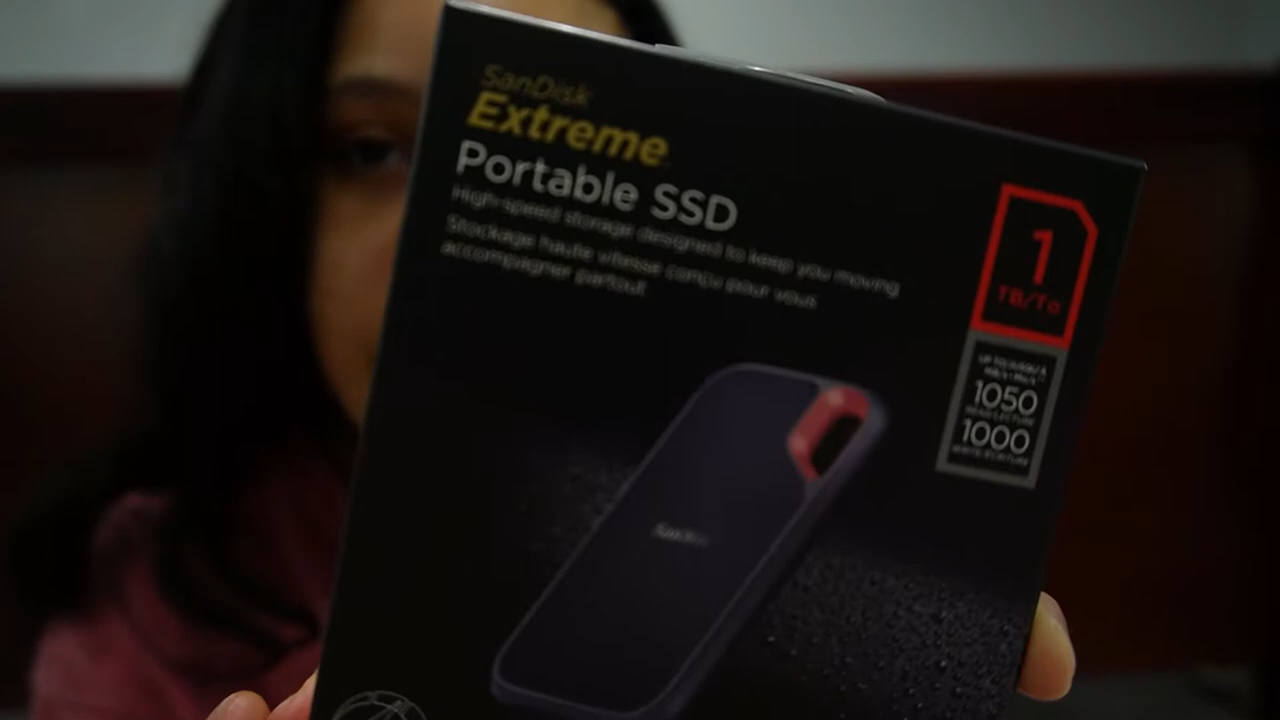 SanDisk
Extreme
Portable SSD
High-speed storage designed to keep you moving
Stockage haute vitesse conçu pour vous
accompagner partout
1
TB/To
1050
1000
SanDisk